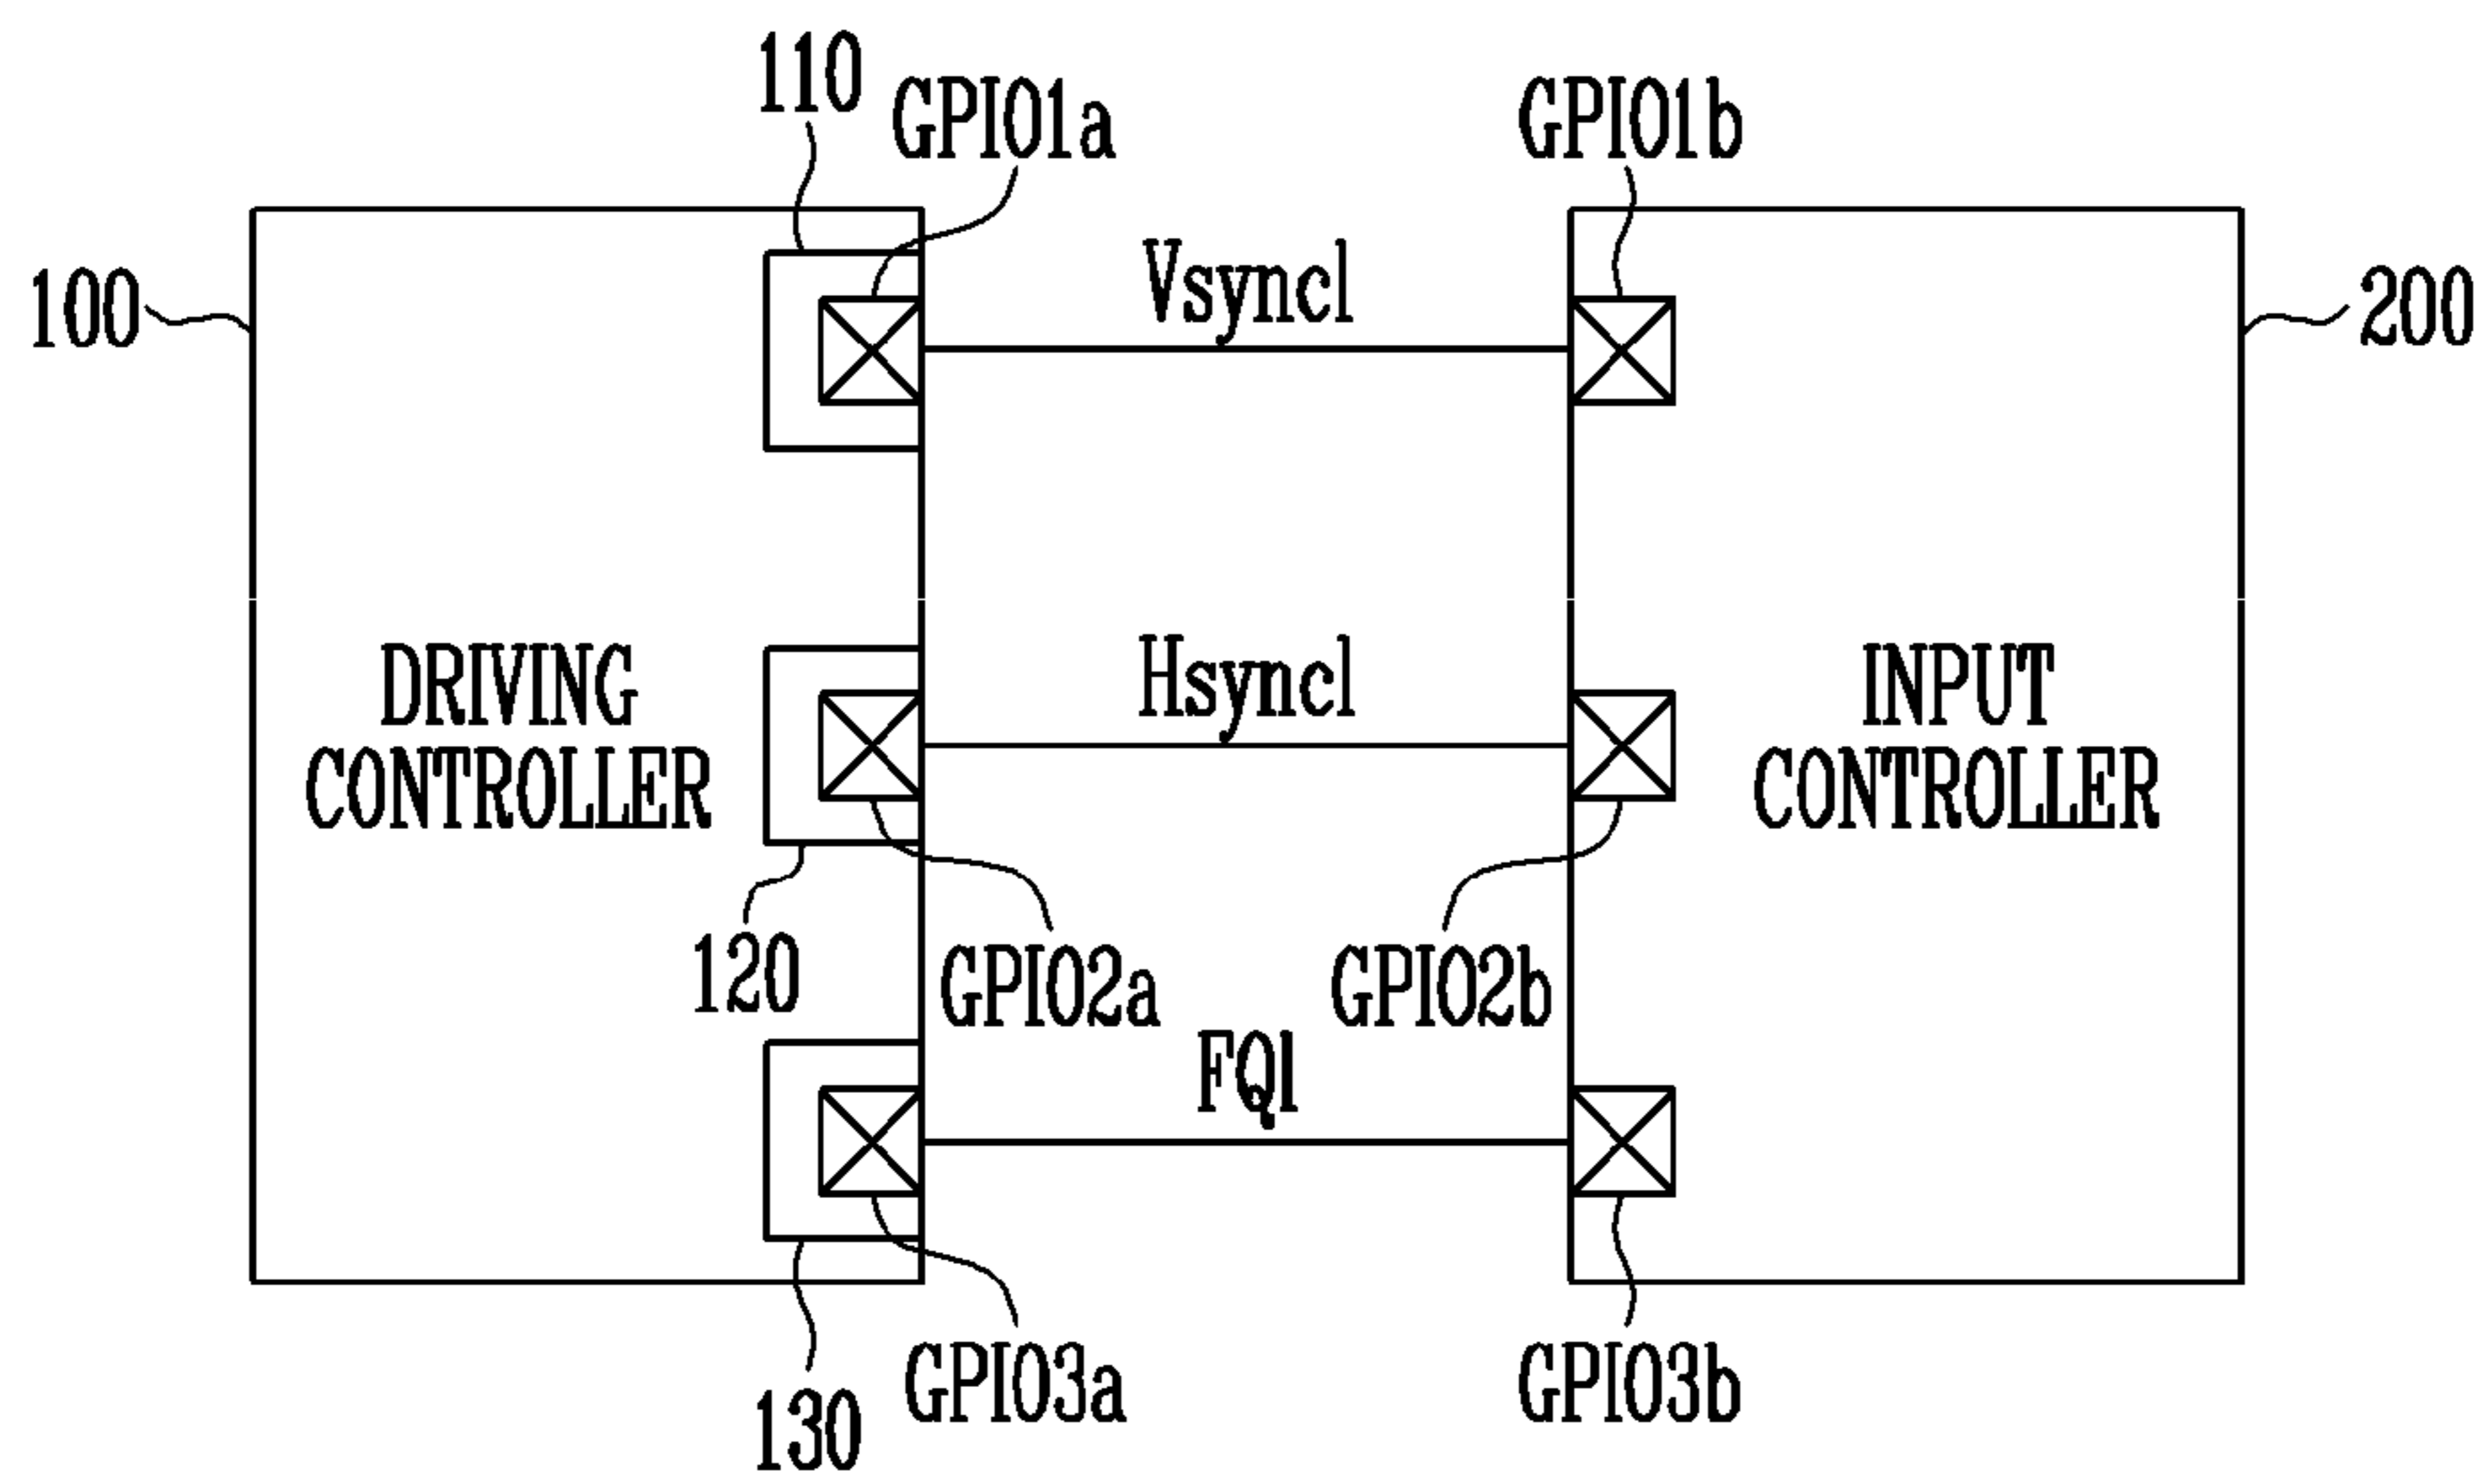 110
GPIO1a
GPIO1b
100
Vsyncl
200
DRIVING
CONTROLLER
Hsyncl
INPUT
CONTROLLER
120
GPIO2a
GPIO2b
FQl
GPIO3a
GPIO3b
130